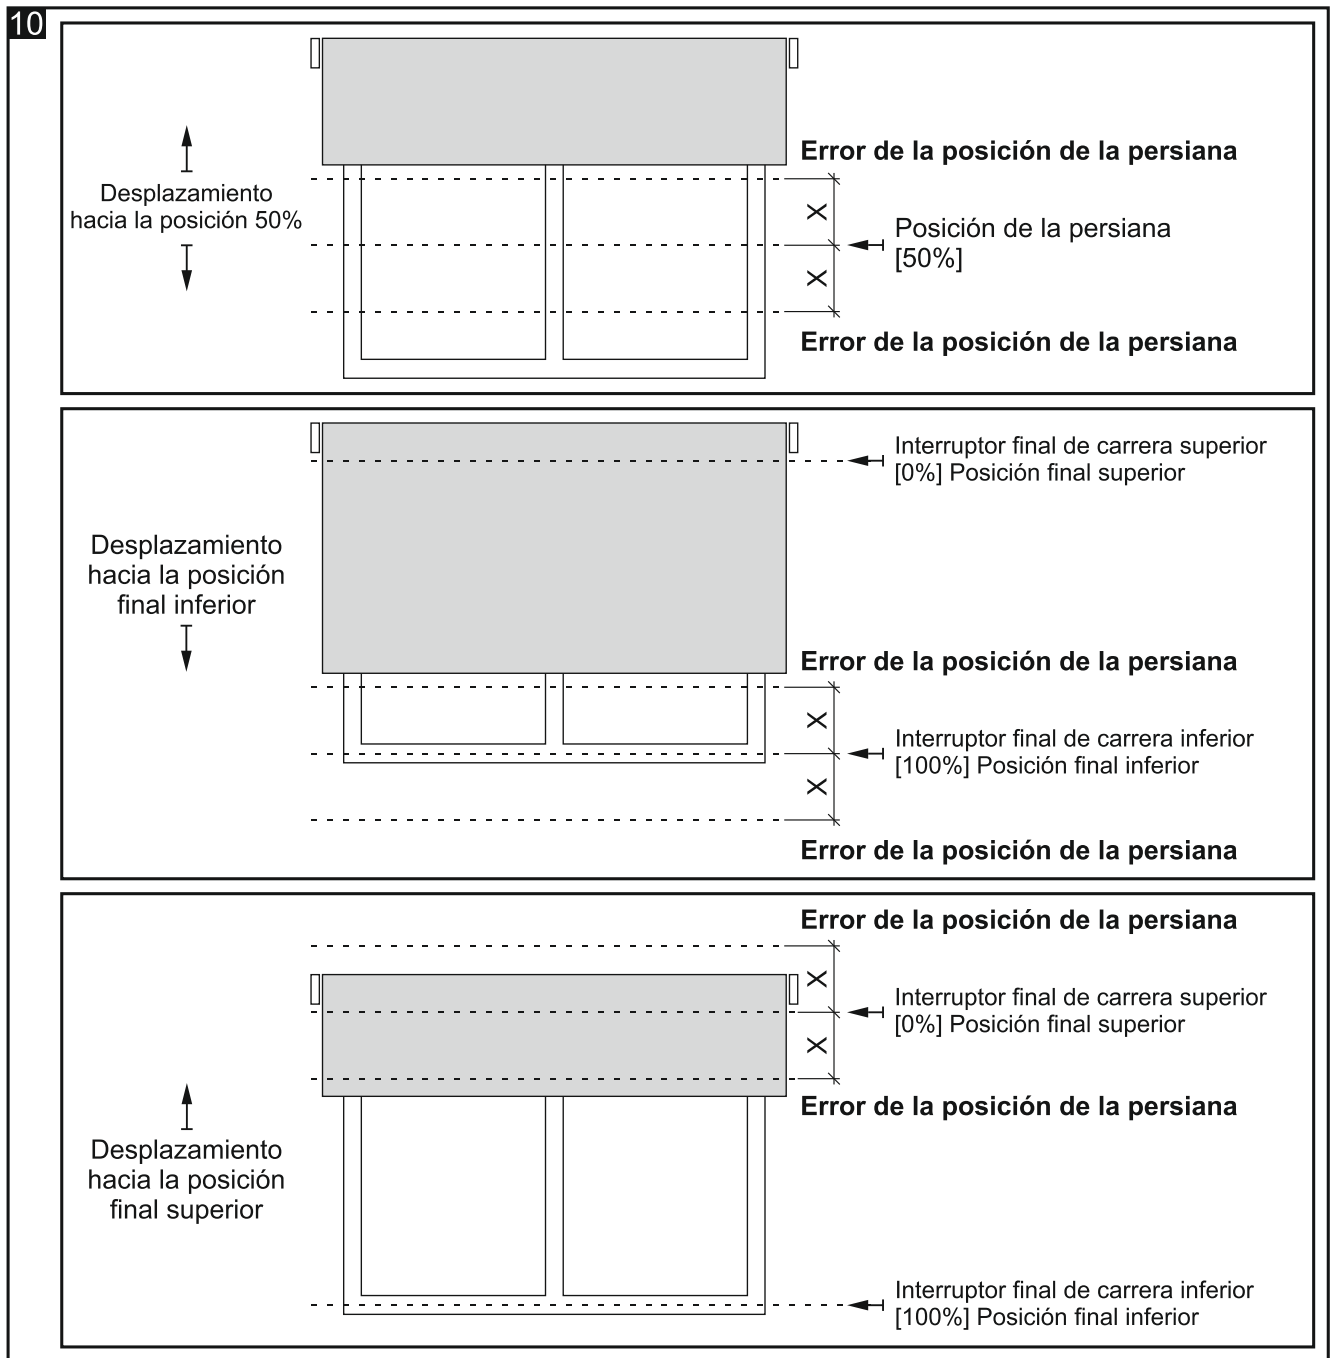 10
Desplazamiento
hacia la posición 50%
Error de la posición de la persiana
X
Posición de la persiana
[50%]
X
Error de la posición de la persiana
Desplazamiento
hacia la posición
final inferior
Interruptor final de carrera superior
[0%] Posición final superior
Error de la posición de la persiana
X
Interruptor final de carrera inferior
[100%] Posición final inferior
X
Error de la posición de la persiana
Error de la posición de la persiana
X
Interruptor final de carrera superior
[0%] Posición final superior
X
Error de la posición de la persiana
Desplazamiento
hacia la posición
final superior
Interruptor final de carrera inferior
[100%] Posición final inferior